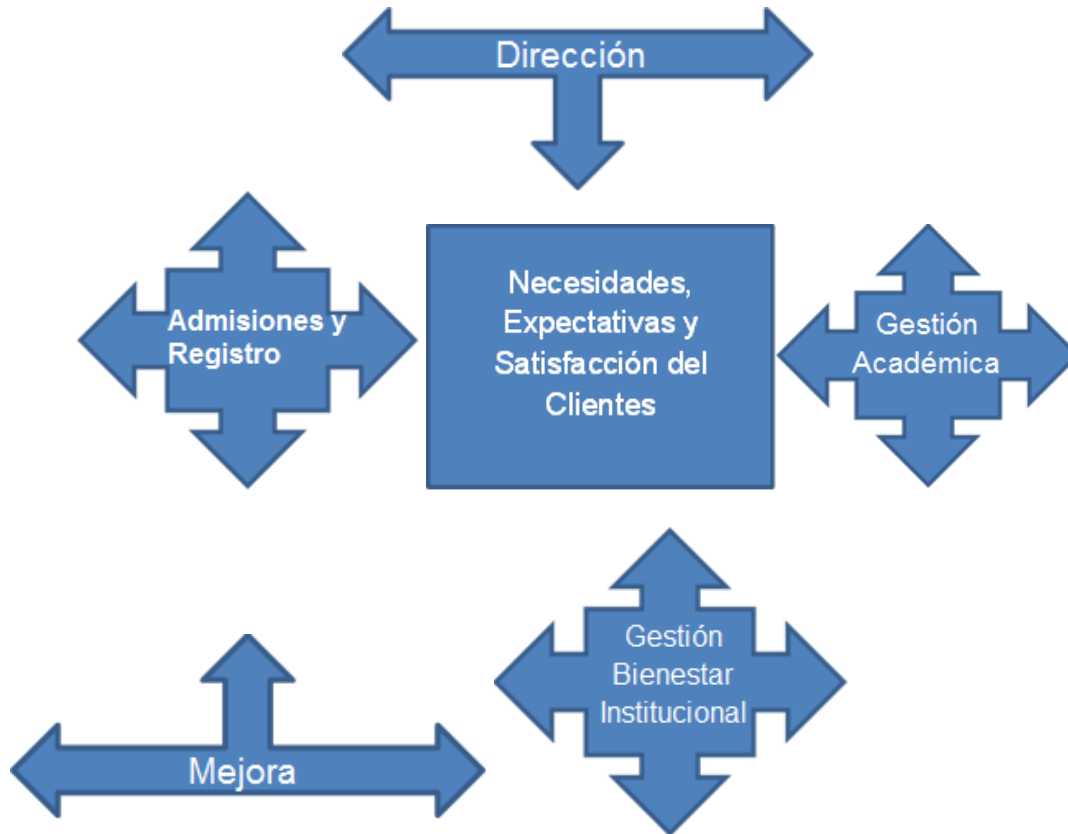 Dirección
Necesidades,
Expectativas y
Satisfacción del
Clientes
Admisiones y
Registro
Gestión
Académica
Gestión
Bienestar
Institucional
Mejora